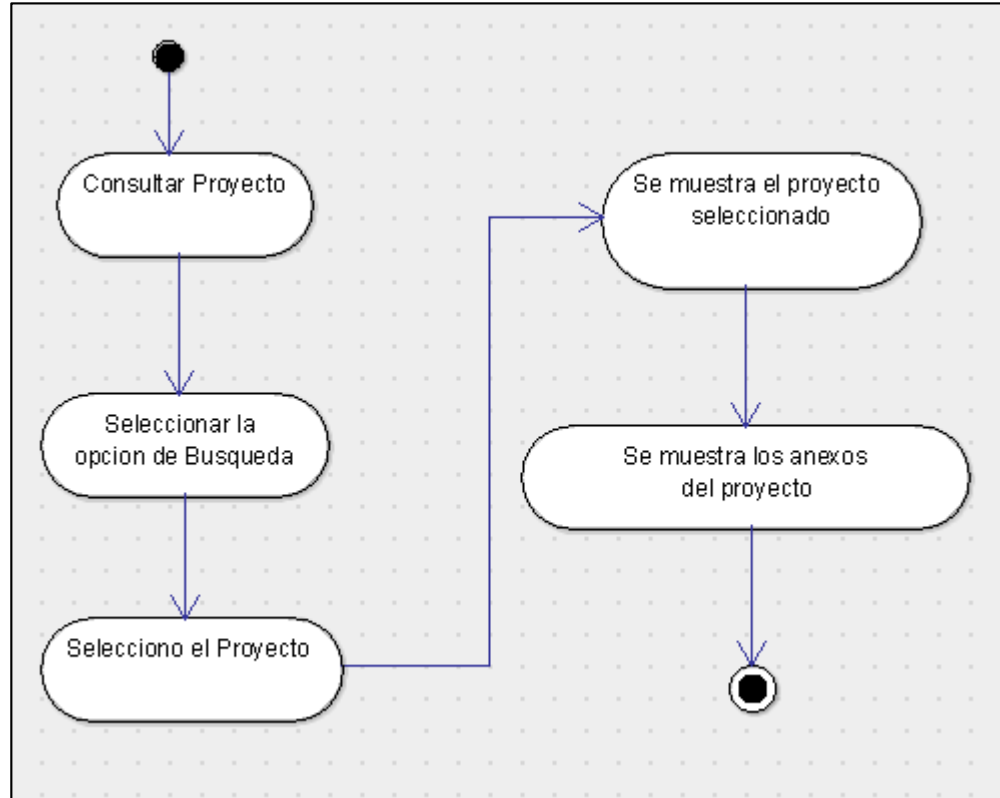 Consultar Proyecto
Seleccionar la
opcion de Busqueda
Selecciono el Proyecto
Se muestra el proyecto
seleccionado
Se muestra los anexos
del proyecto